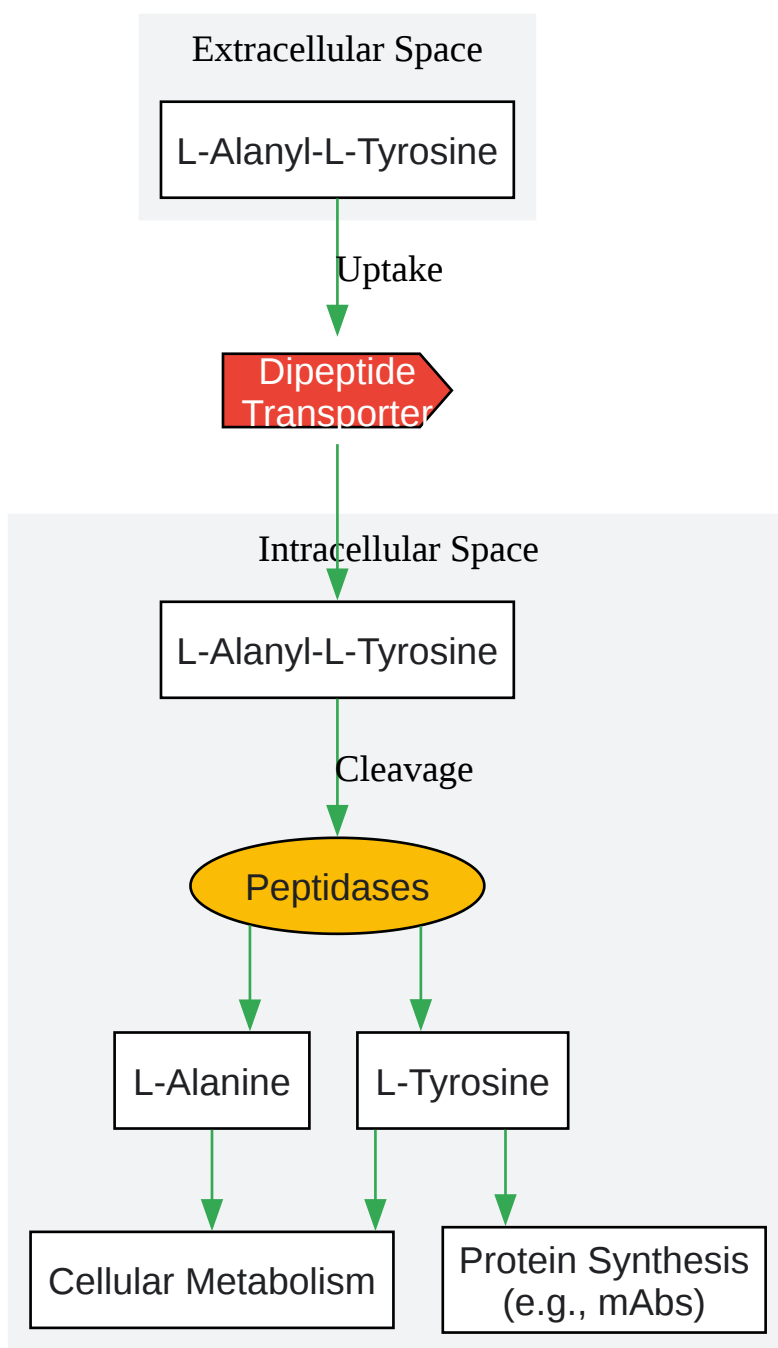 Extracellular Space
L-Alanyl-L-Tyrosine
Uptake
Dipeptide
Transporter
Intracellular Space
L-Alanyl-L-Tyrosine
Cleavage
Peptidases
L-Alanine
L-Tyrosine
Cellular Metabolism
Protein Synthesis
(e.g., mAbs)